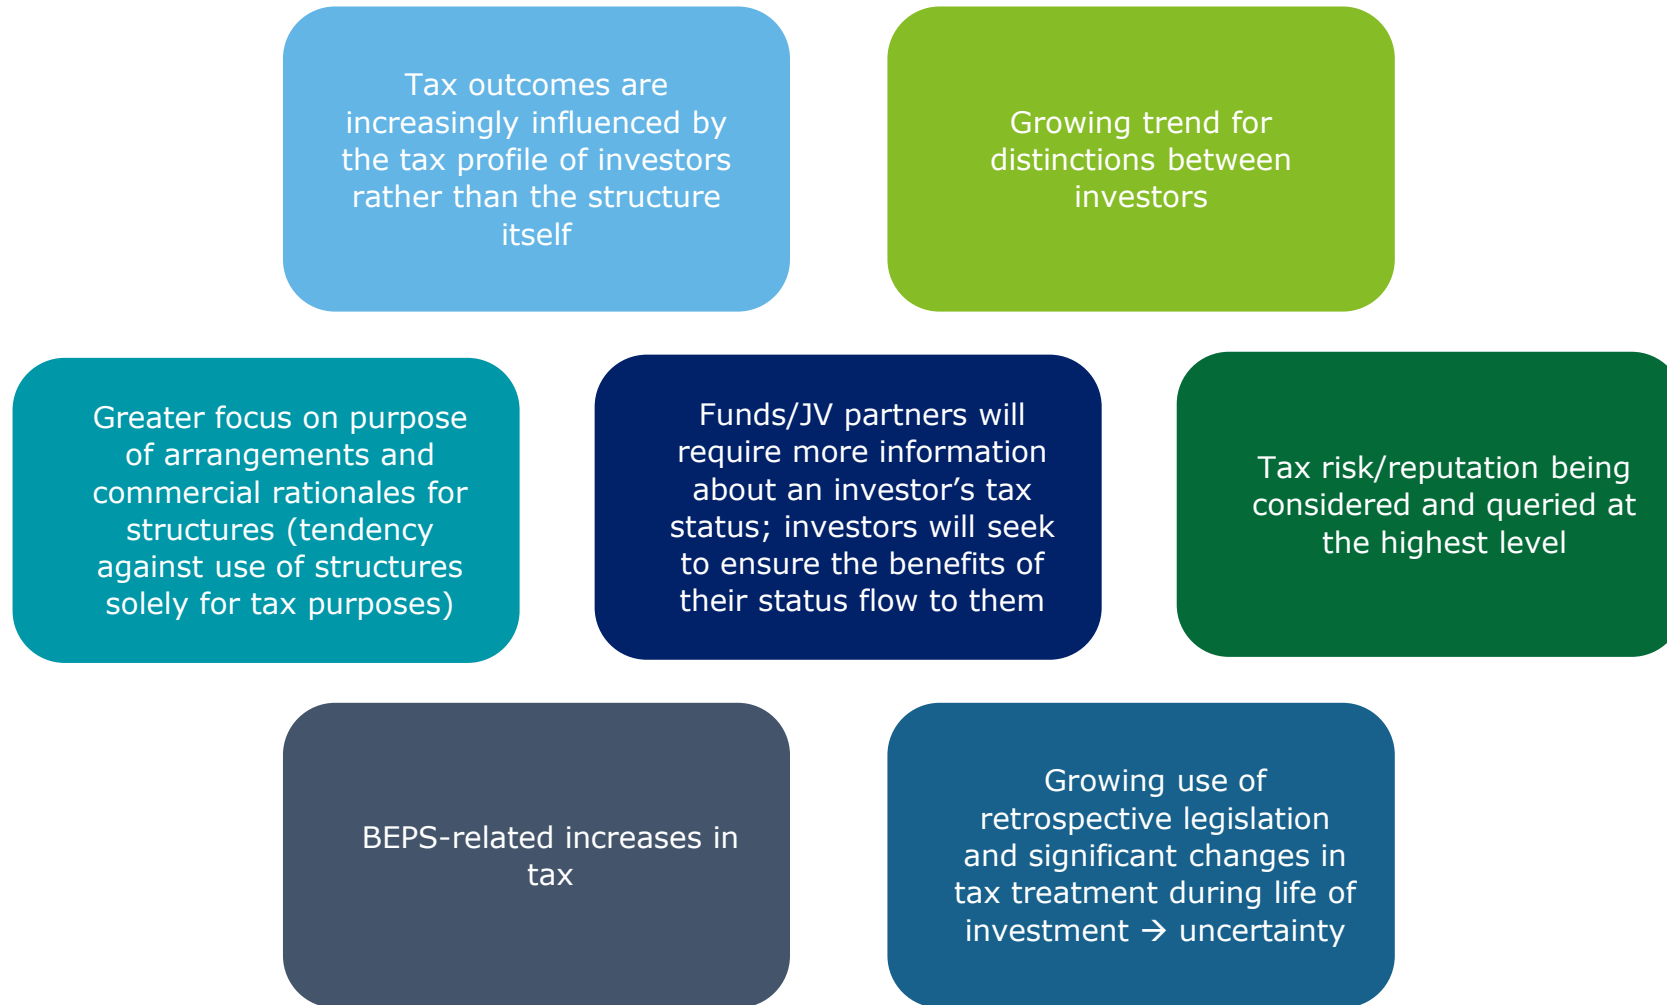 Tax outcomes are
increasingly influenced by
the tax profile of investors
rather than the structure
itself
Growing trend for
distinctions between
investors
Greater focus on purpose
of arrangements and
commercial rationales for
structures (tendency
against use of structures
solely for tax purposes)
Funds/JV partners will
require more information
about an investor’s tax
status; investors will seek
to ensure the benefits of
their status flow to them
Tax risk/reputation being
considered and queried at
the highest level
BEPS-related increases in
tax
Growing use of
retrospective legislation
and significant changes in
tax treatment during life of
investment → uncertainty